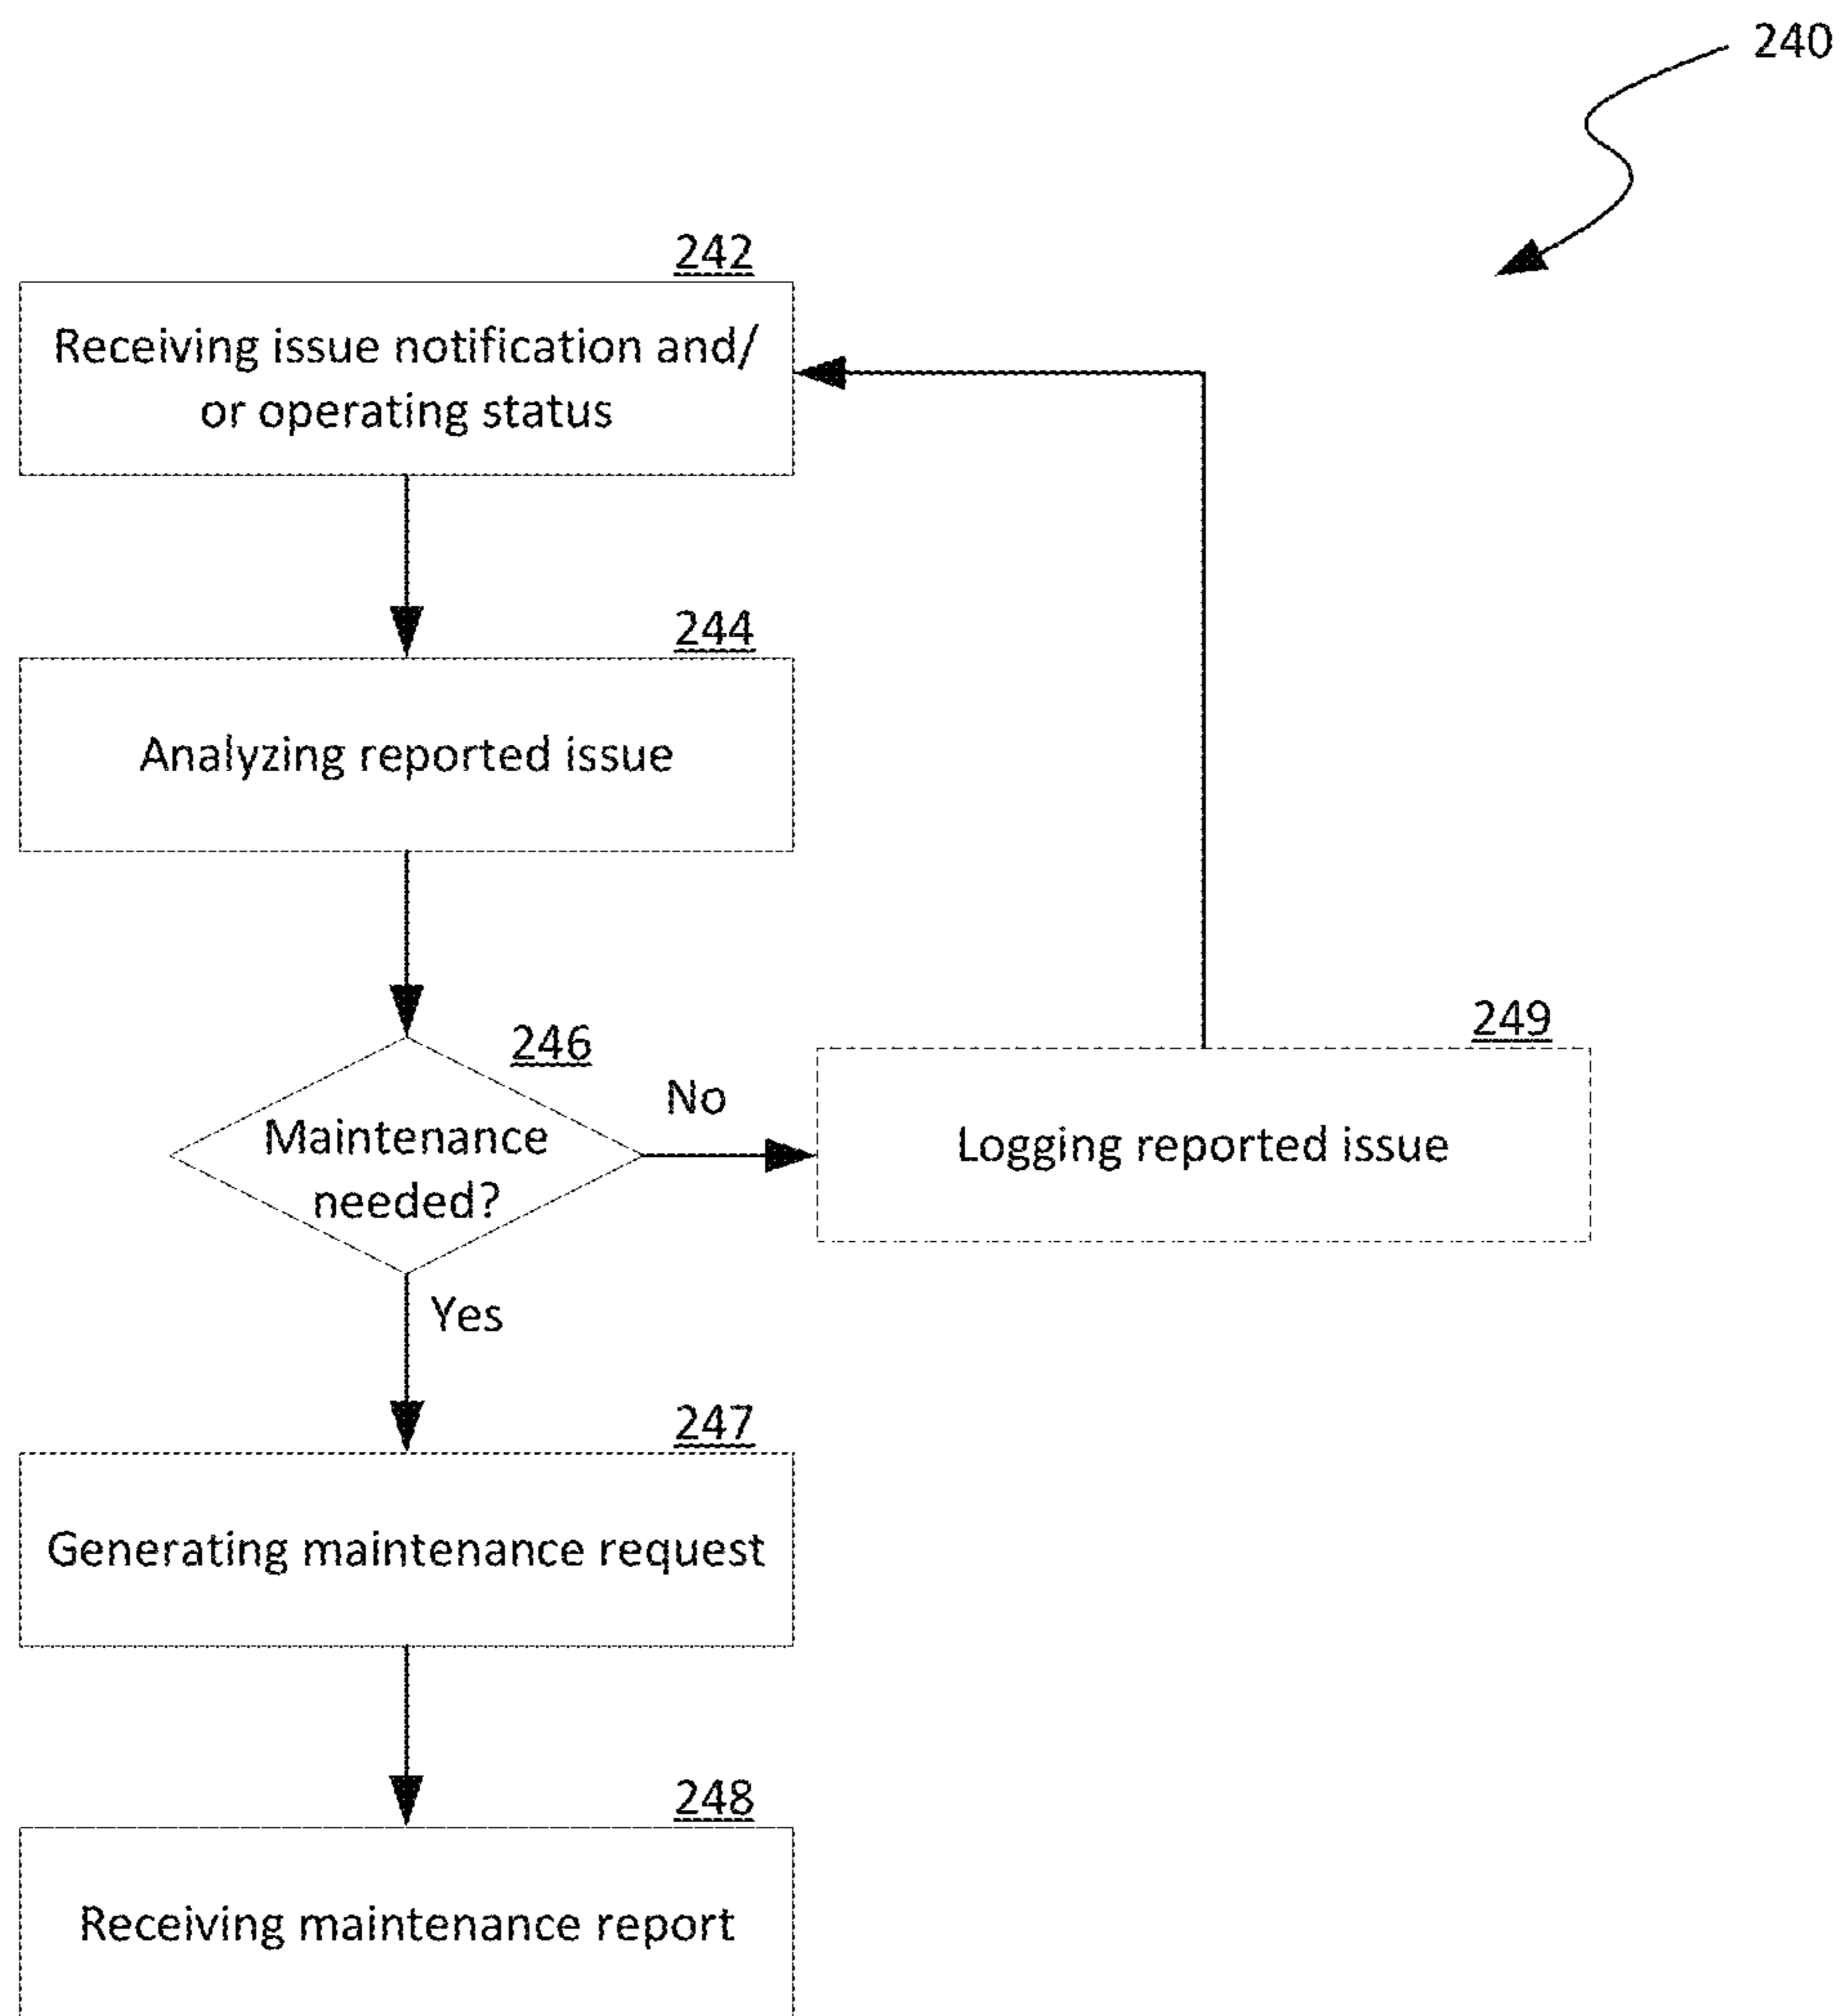 240
242
Receiving issue notification and/
or operating status
244
Analyzing reported issue
246
Maintenance
needed?
No
249
Logging reported issue
Yes
247
Generating maintenance request
248
Receiving maintenance report